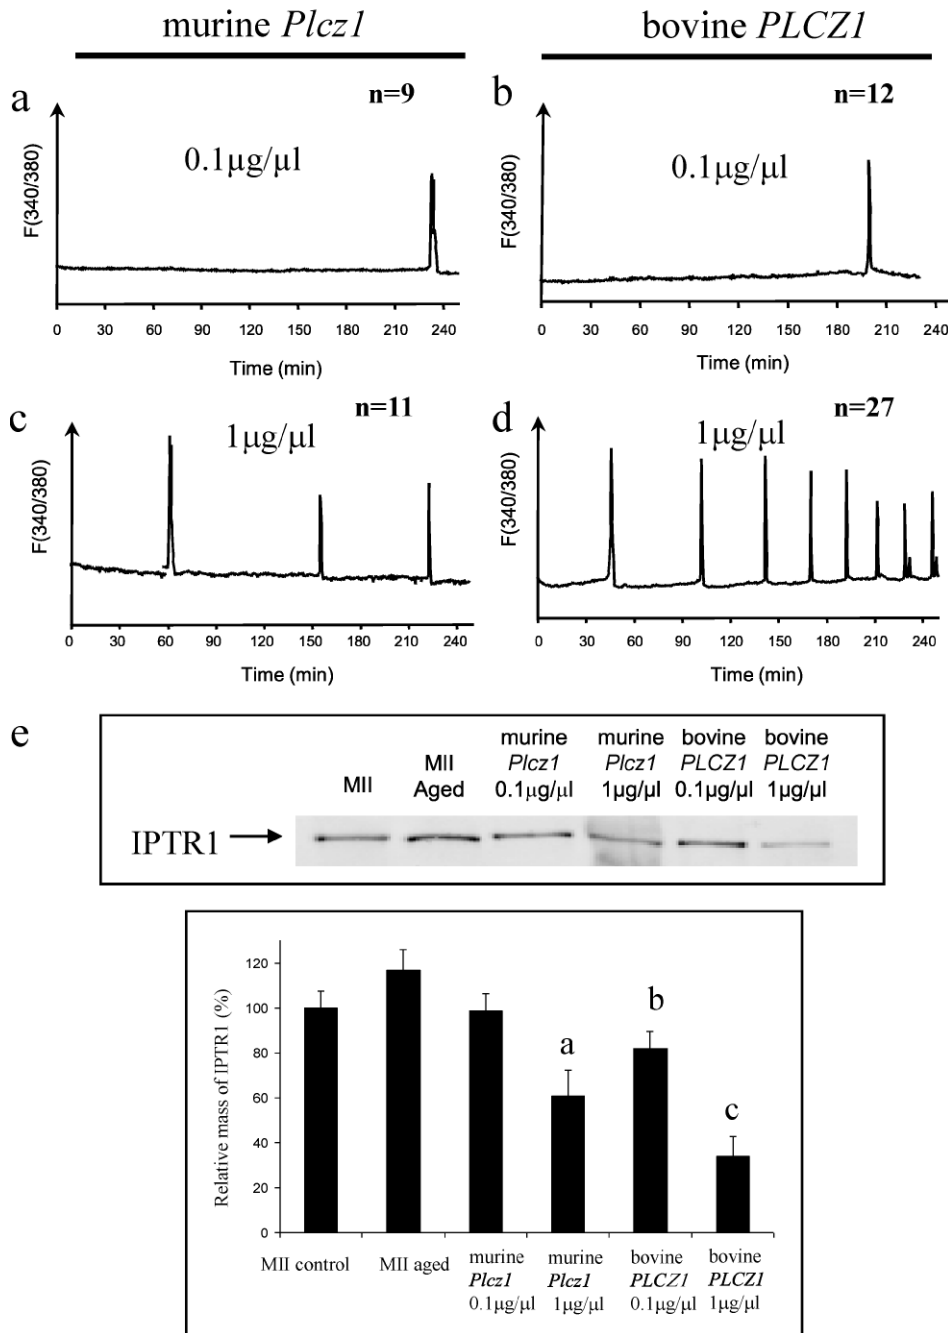 murine Plcz1
bovine PLCZ1
a
n=9
0.1µg/µl
F(340/380)
0 30 60 90 120 150 180 210 240
Time (min)
b
n=12
0.1µg/µl
F(340/380)
0 30 60 90 120 150 180 210 240
Time (min)
c
n=11
1µg/µl
F(340/380)
0 30 60 90 120 150 180 210 240
Time (min)
d
n=27
1µg/µl
F(340/380)
0 30 60 90 120 150 180 210 240
Time (min)
e
MII
MII
Aged
murine
Plcz1
0.1µg/µl
murine
Plcz1
1µg/µl
bovine
PLCZ1
0.1µg/µl
bovine
PLCZ1
1µg/µl
IPTR1
Relative mass of IPTR1 (%)
120
100
80
60
40
20
0
a
b
c
MII control
MII aged
murine
Plcz1
0.1µg/µl
murine
Plcz1
1µg/µl
bovine
PLCZ1
0.1µg/µl
bovine
PLCZ1
1µg/µl